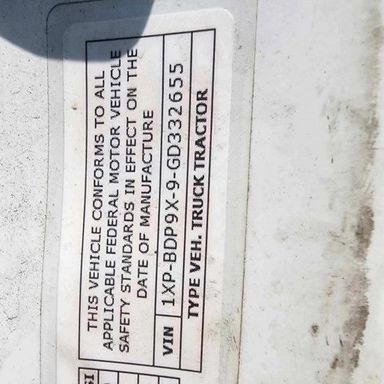 THIS VEHICLE CONFORMS TO ALL
APPLICABLE FEDERAL MOTOR VEHICLE
SAFETY STANDARDS IN EFFECT ON THE
DATE OF MANUFACTURE
VIN 1XP-BDP9X-9-GD332655
TYPE VEH. TRUCK TRACTOR